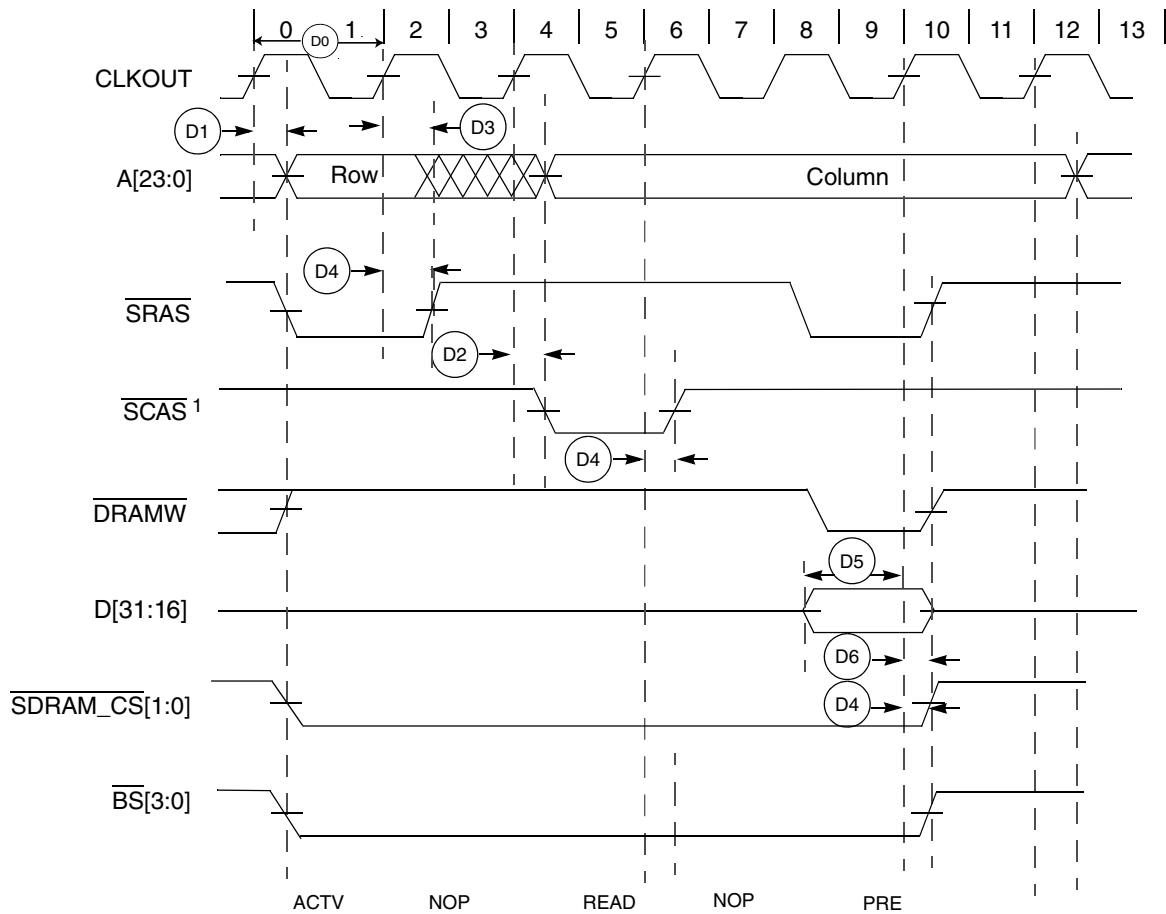 0 1 2 3 4 5 6 7 8 9 10 11 12 13
D0
CLKOUT
D1
D3
A[23:0]
Row
Column
D4
SRAS
D2
SCAS 1
D4
DRAMW
D5
D[31:16]
D6
SDRAM_CS[1:0]
D4
BS[3:0]
ACTV NOP READ NOP PRE